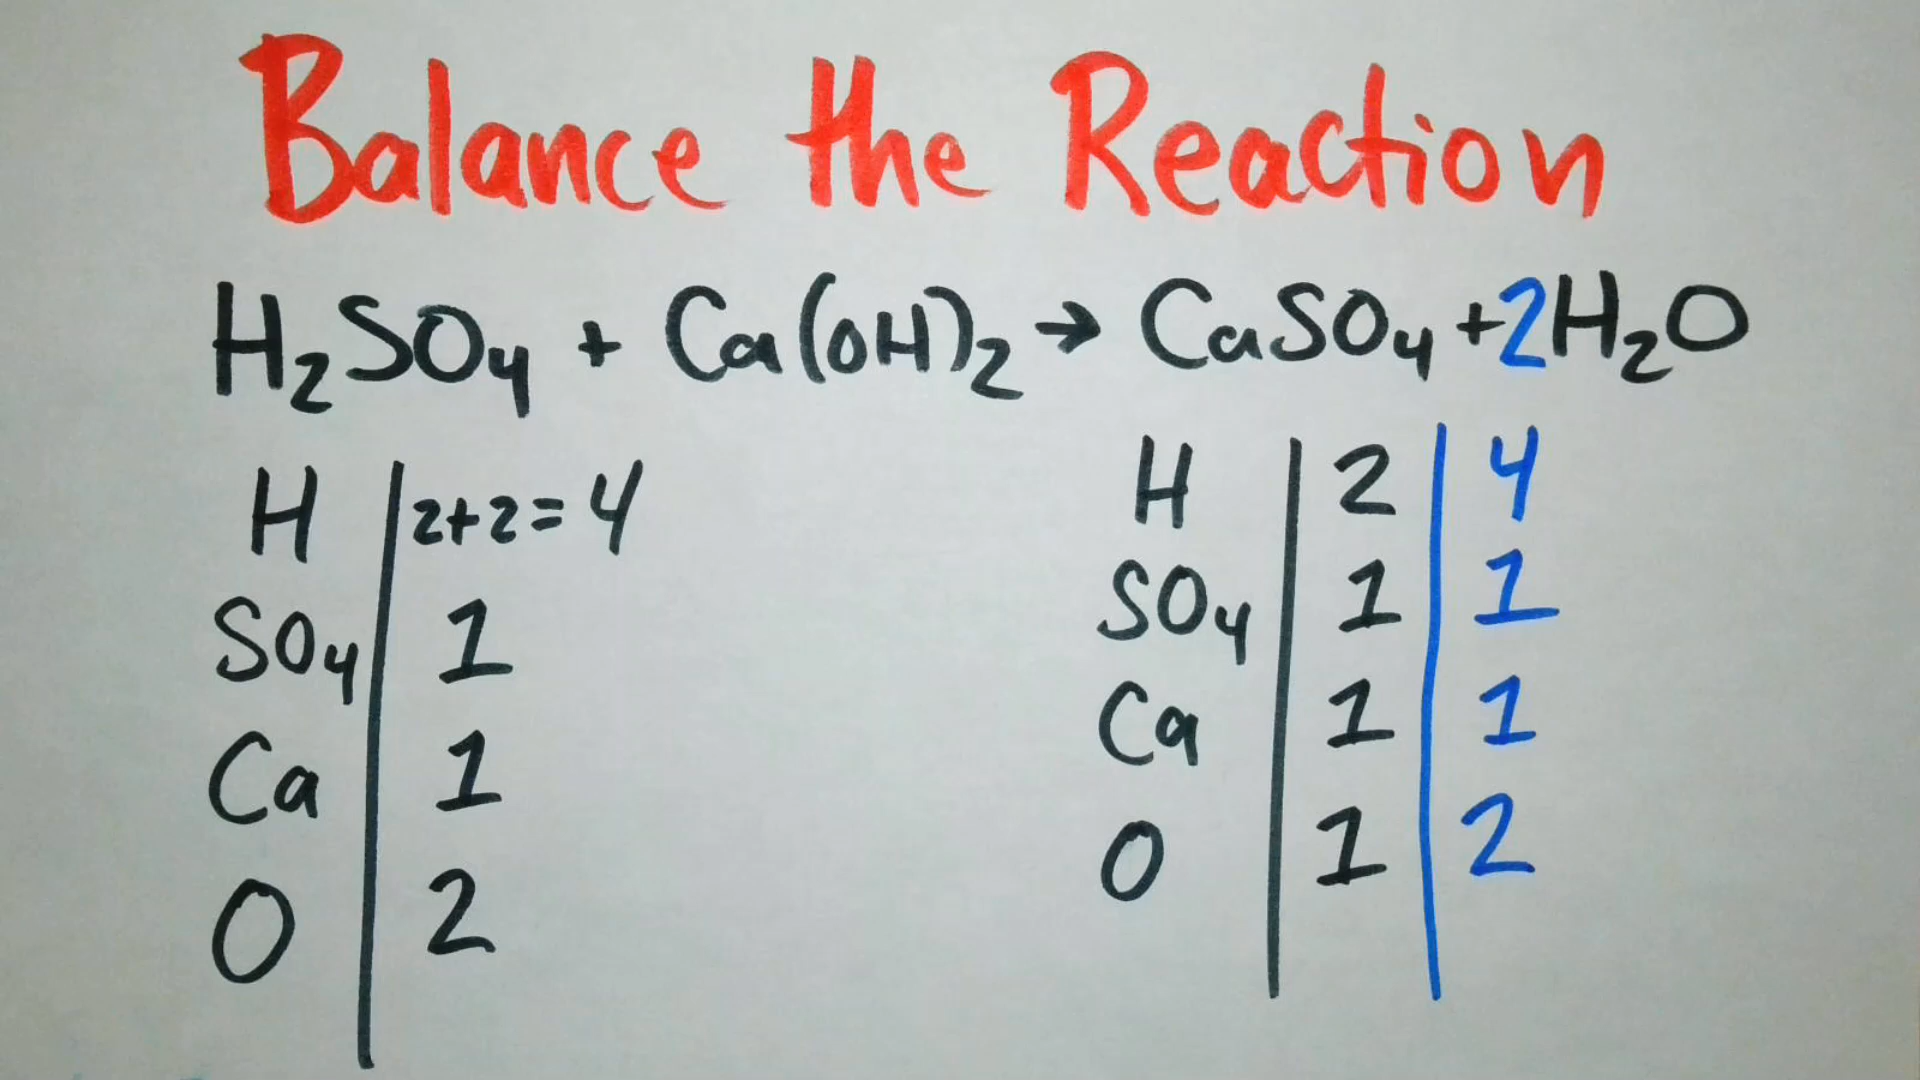 Balance the Reaction
H₂SO₄ + Ca(OH)₂ → CaSO₄ + 2H₂O
H 2+2=4
SO₄ 1
Ca 1
O 2
H 2 4
SO₄ 1 1
Ca 1 1
O 1 2